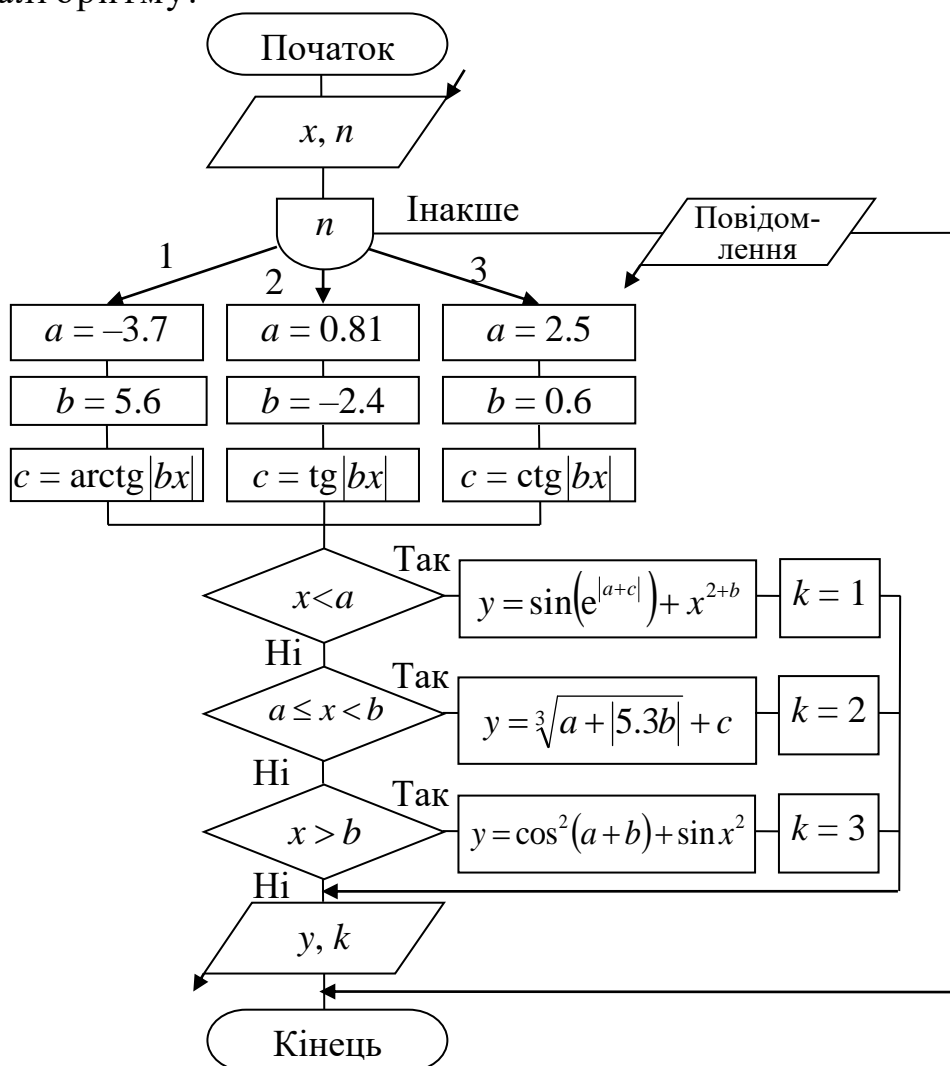 алгоритму.
Початок
x, n
n
Інакше
Повідом-
лення
1
2
3
a = –3.7
a = 0.81
a = 2.5
b = 5.6
b = –2.4
b = 0.6
c = arctg|bx|
c = tg|bx|
c = ctg|bx|
x<a
Так
y = sin(e^{|a+c|}) + x^{2+b}
k = 1
Ні
a ≤ x < b
Так
y = ∛(a + |5.3b|) + c
k = 2
Ні
x > b
Так
y = cos²(a+b) + sin x²
k = 3
Ні
y, k
Кінець